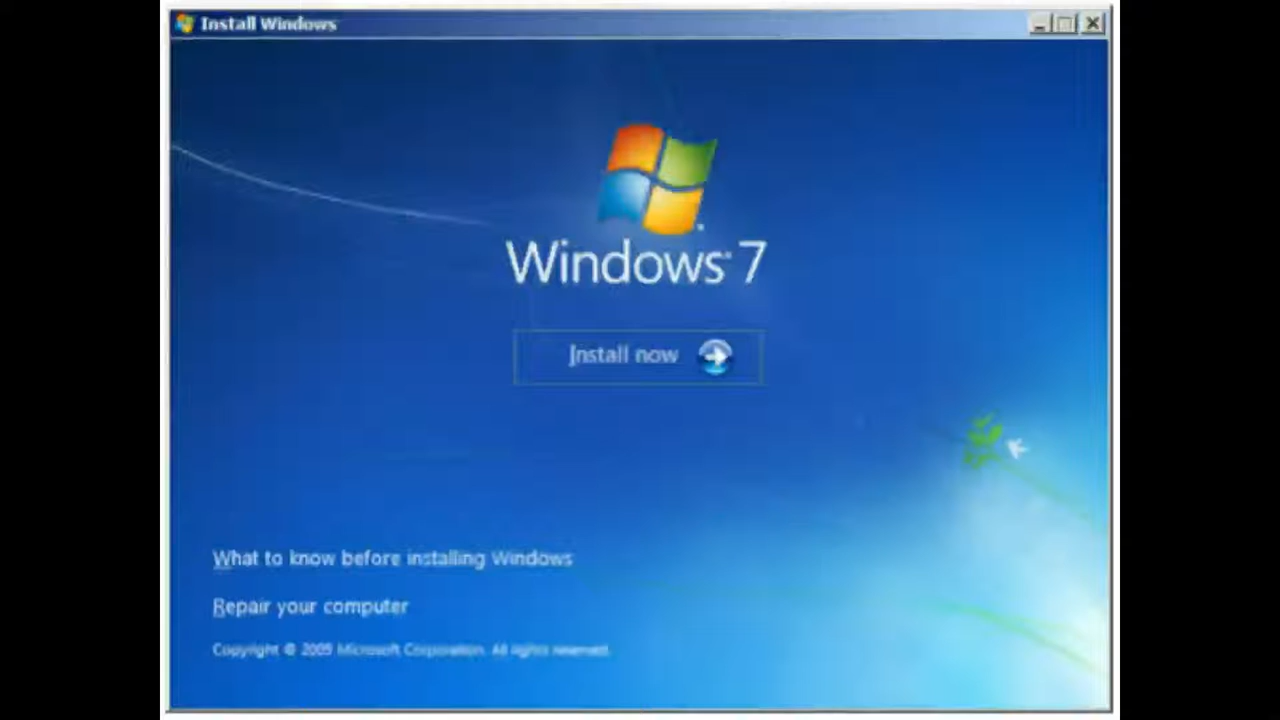 Install Windows
Windows 7
Install now
What to know before installing Windows
Repair your computer
Copyright © 2009 Microsoft Corporation. All rights reserved.